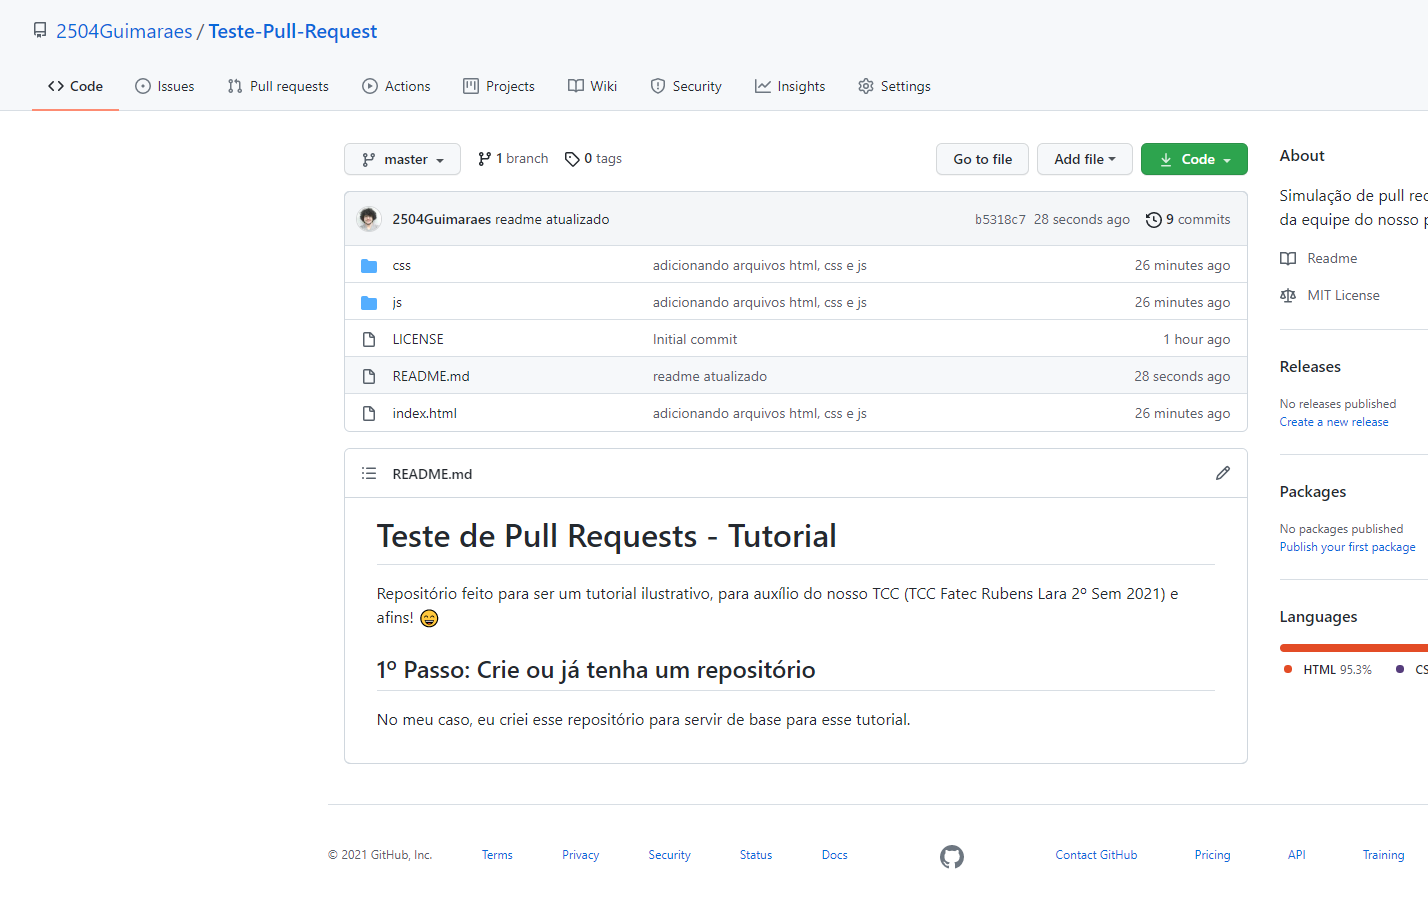 2504Guimaraes / Teste-Pull-Request
Code Issues Pull requests Actions Projects Wiki Security Insights Settings
master 1 branch 0 tags Go to file Add file Code
2504Guimaraes readme atualizado b5318c7 28 seconds ago 9 commits
css adicionando arquivos html, css e js 26 minutes ago
js adicionando arquivos html, css e js 26 minutes ago
LICENSE Initial commit 1 hour ago
README.md readme atualizado 28 seconds ago
index.html adicionando arquivos html, css e js 26 minutes ago
README.md
Teste de Pull Requests - Tutorial
Repositório feito para ser um tutorial ilustrativo, para auxílio do nosso TCC (TCC Fatec Rubens Lara 2º Sem 2021) e
afins! 😄
1º Passo: Crie ou já tenha um repositório
No meu caso, eu criei esse repositório para servir de base para esse tutorial.
About
Simulação de pull
da equipe do nosso
Readme
MIT License
Releases
No releases published
Create a new release
Packages
No packages published
Publish your first package
Languages
HTML 95.3%
© 2021 GitHub, Inc. Terms Privacy Security Status Docs Contact GitHub Pricing API Training